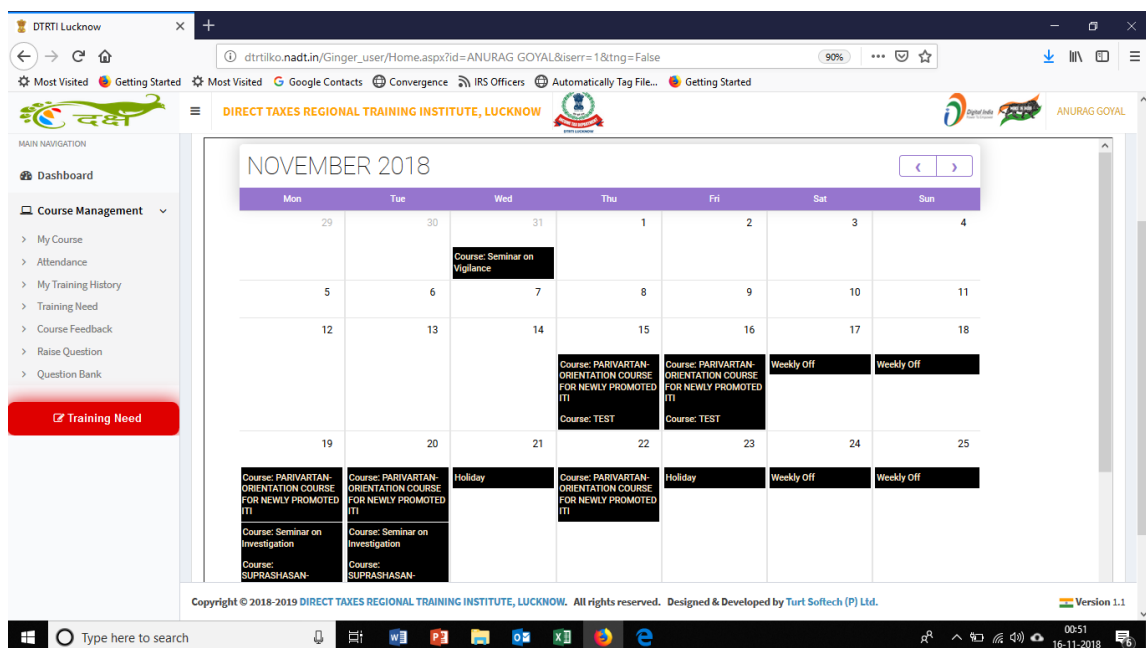 DTRTI Lucknow
dtrtilko.nadt.in/Ginger_user/Home.aspx?id=ANURAG GOYAL&iserr=1&tng=False
90%
Most Visited Getting Started Most Visited Google Contacts Convergence IRS Officers Automatically Tag File... Getting Started
दक्ष
DIRECT TAXES REGIONAL TRAINING INSTITUTE, LUCKNOW
Digital India
ANURAG GOYAL
MAIN NAVIGATION
Dashboard
Course Management
My Course
Attendance
My Training History
Training Need
Course Feedback
Raise Question
Question Bank
Training Need
NOVEMBER 2018
Mon Tue Wed Thu Fri Sat Sun
29 30 31 1 2 3 4
Course: Seminar on
Vigilance
5 6 7 8 9 10 11
12 13 14 15 16 17 18
Course: PARIVARTAN-
ORIENTATION COURSE
FOR NEWLY PROMOTED
ITI
Course: TEST
Course: PARIVARTAN-
ORIENTATION COURSE
FOR NEWLY PROMOTED
ITI
Course: TEST
Weekly Off
Weekly Off
19 20 21 22 23 24 25
Course: PARIVARTAN-
ORIENTATION COURSE
FOR NEWLY PROMOTED
ITI
Course: Seminar on
Investigation
Course:
SUPRASHASAN-
Course: PARIVARTAN-
ORIENTATION COURSE
FOR NEWLY PROMOTED
ITI
Course: Seminar on
Investigation
Course:
SUPRASHASAN-
Holiday
Course: PARIVARTAN-
ORIENTATION COURSE
FOR NEWLY PROMOTED
ITI
Holiday
Weekly Off
Weekly Off
Copyright © 2018-2019 DIRECT TAXES REGIONAL TRAINING INSTITUTE, LUCKNOW. All rights reserved. Designed & Developed by Turt Softech (P) Ltd.
Version 1.1
Type here to search
00:51
16-11-2018
6